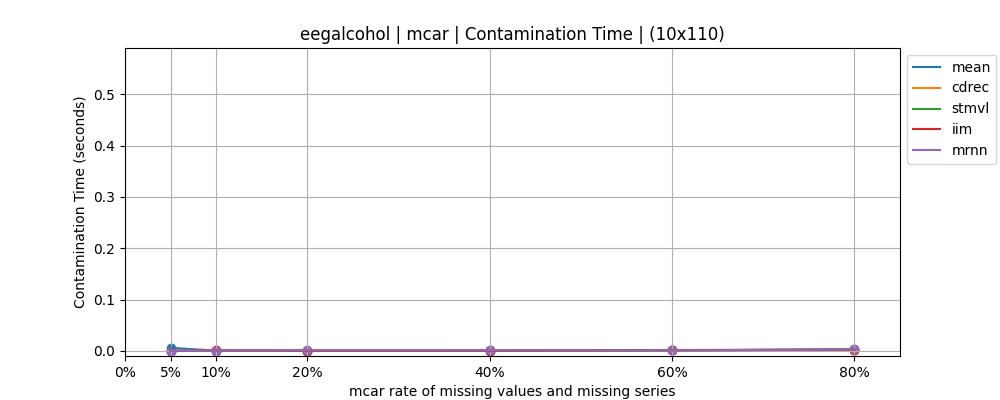 eegalcohol | mcar | Contamination Time | (10x110)
mean
cdrec
stmvl
iim
mrnn
Contamination Time (seconds)
0.5
0.4
0.3
0.2
0.1
0.0
0% 5% 10% 20% 40% 60% 80%
mcar rate of missing values and missing series